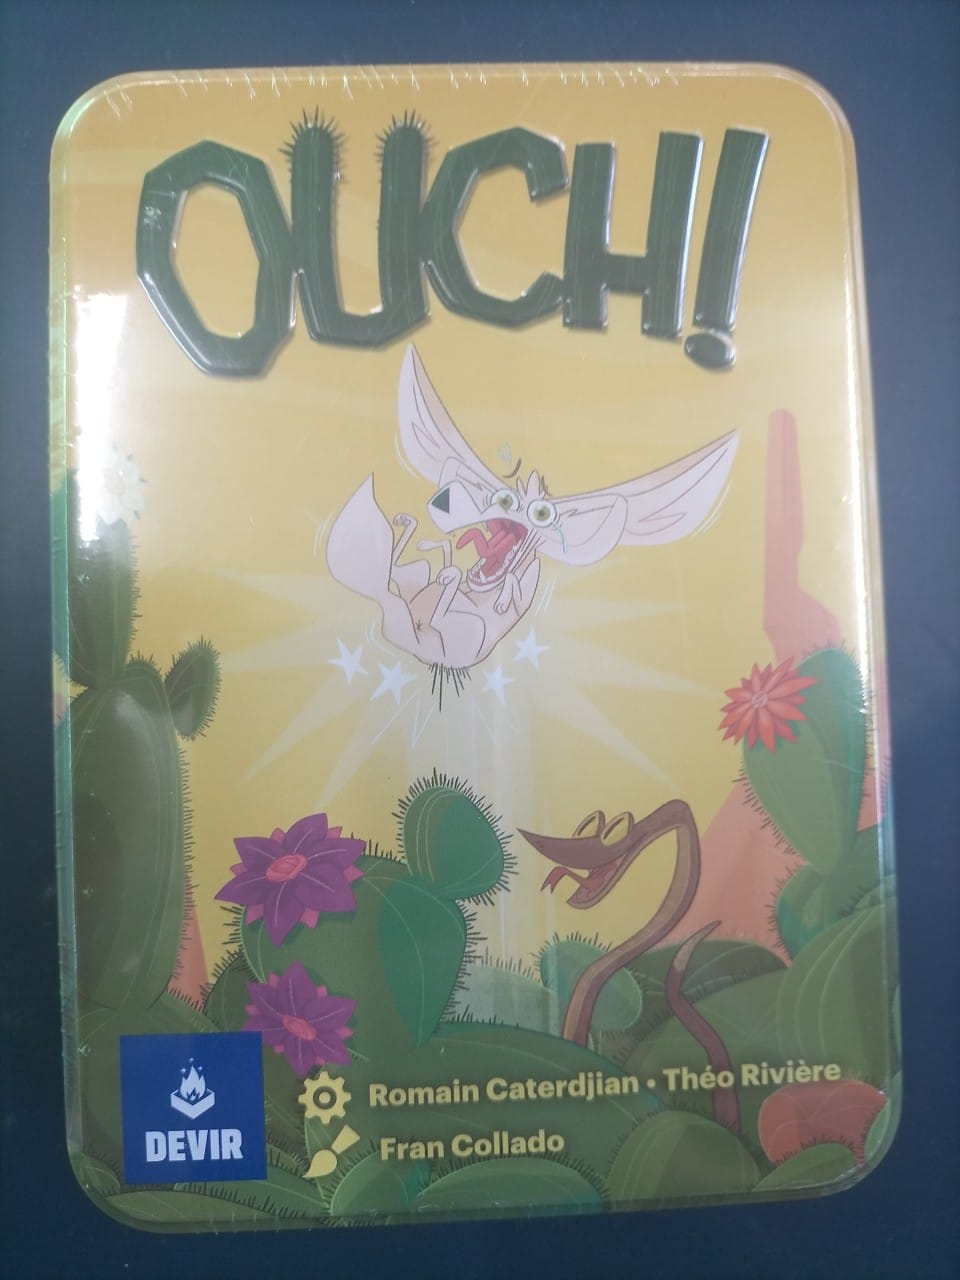 OUCH!
Romain Caterdjian • Théo Rivière
Fran Collado
DEVIR